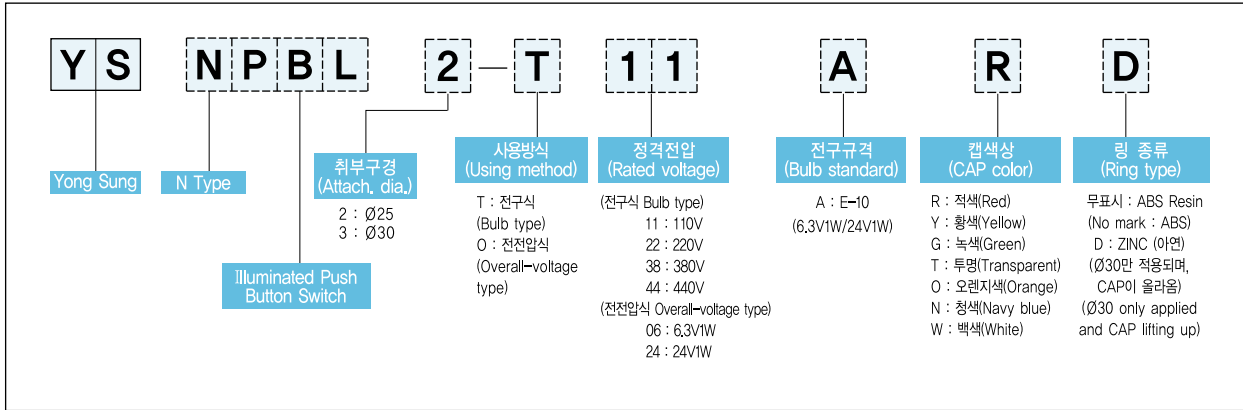 YS NPBL 2-T 11 A R D
Yong Sung
N Type
Illuminated Push
Button Switch
취부구경
(Attach. dia.)
2 : Ø25
3 : Ø30
사용방식
(Using method)
T : 전구식
(Bulb type)
O : 전전압식
(Overall-voltage
type)
정격전압
(Rated voltage)
(전구식 Bulb type)
11 : 110V
22 : 220V
38 : 380V
44 : 440V
(전전압식 Overall-voltage type)
06 : 6.3V1W
24 : 24V1W
전구규격
(Bulb standard)
A : E-10
(6.3V1W/24V1W)
캡색상
(CAP color)
R : 적색(Red)
Y : 황색(Yellow)
G : 녹색(Green)
T : 투명(Transparent)
O : 오렌지색(Orange)
N : 청색(Navy blue)
W : 백색(White)
링 종류
(Ring type)
무표시 : ABS Resin
(No mark : ABS)
D : ZINC (아연)
(Ø30만 적용되며,
CAP이 올라옴)
(Ø30 only applied
and CAP lifting up)